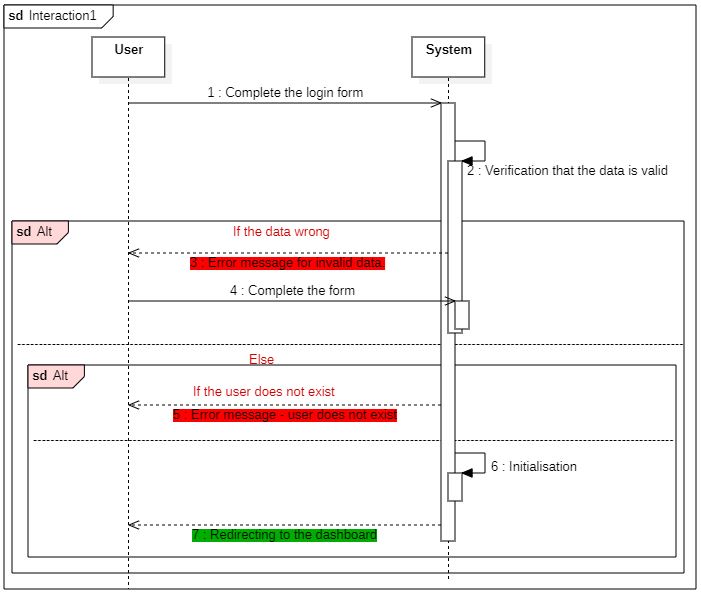 sd Interaction1
User
System
1 : Complete the login form
2 : Verification that the data is valid
sd Alt
If the data wrong
3 : Error message for invalid data.
4 : Complete the form
Else
sd Alt
If the user does not exist
5 : Error message - user does not exist
6 : Initialisation
7 : Redirecting to the dashboard